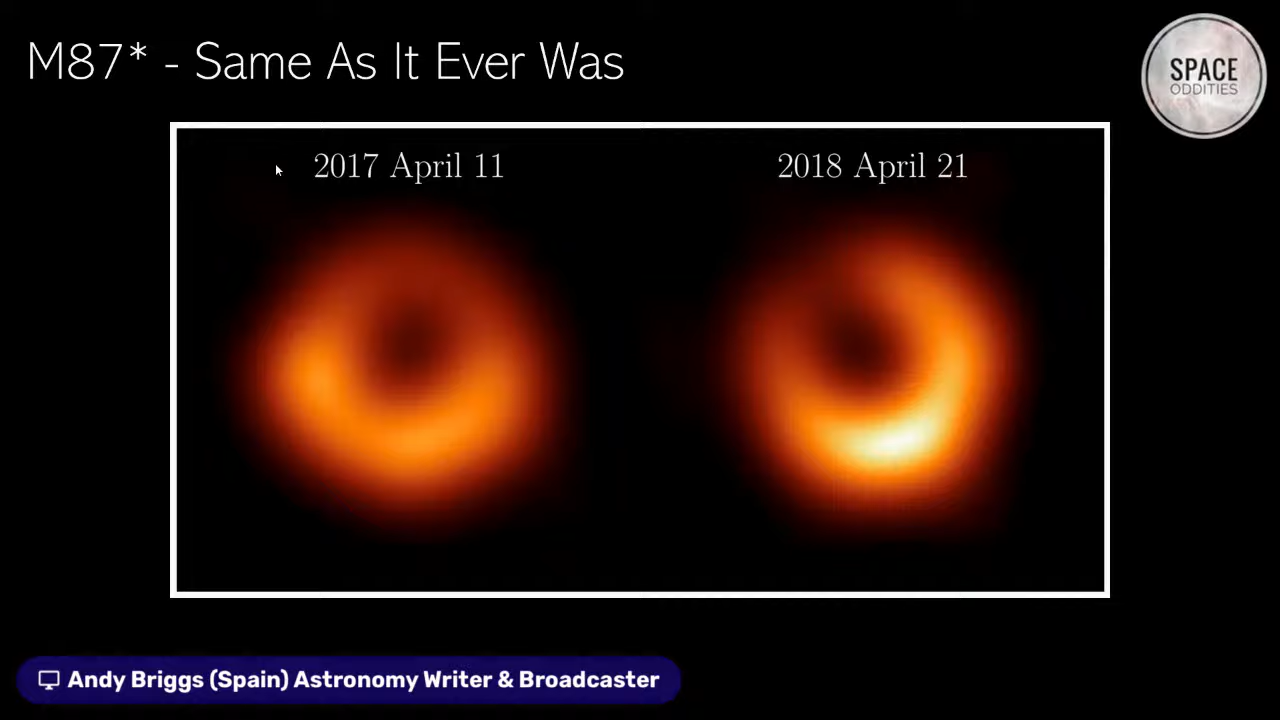 M87* - Same As It Ever Was
SPACE
ODDITIES
2017 April 11
2018 April 21
Andy Briggs (Spain) Astronomy Writer & Broadcaster